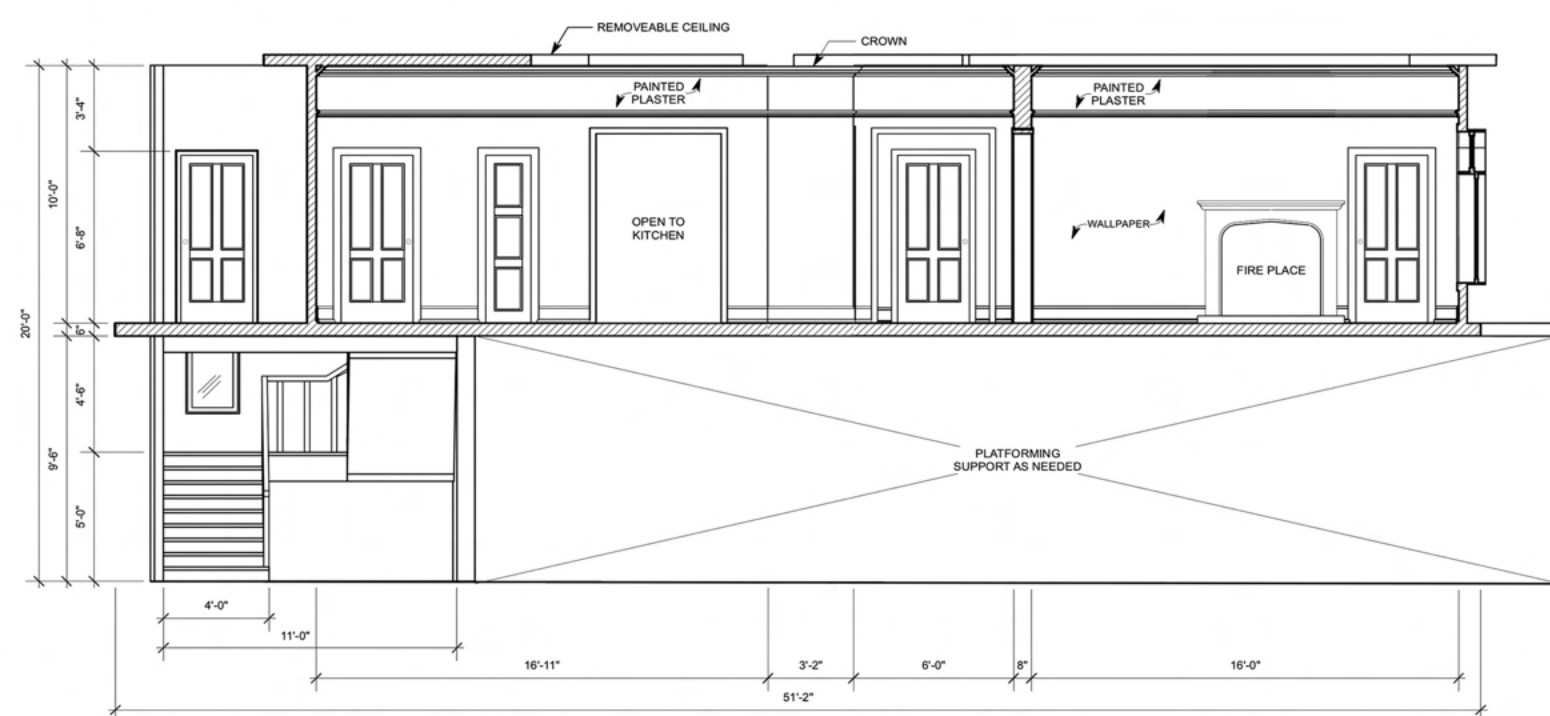 REMOVEABLE CEILING
CROWN
PAINTED
PLASTER
PAINTED
PLASTER
3'-4"
10'-0"
6'-8"
20'-0"
6"
OPEN TO
KITCHEN
WALLPAPER
FIRE PLACE
4'-6"
9'-6"
5'-0"
PLATFORMING
SUPPORT AS NEEDED
4'-0"
11'-0"
16'-11"
3'-2"
6'-0"
8"
16'-0"
51'-2"